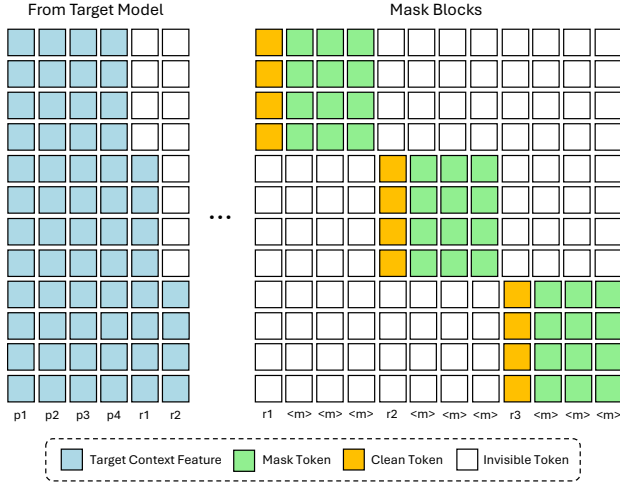 From Target Model
Mask Blocks
...
p1 p2 p3 p4 r1 r2
r1 <m> <m> <m> r2 <m> <m> <m> r3 <m> <m> <m>
Target Context Feature Mask Token Clean Token Invisible Token